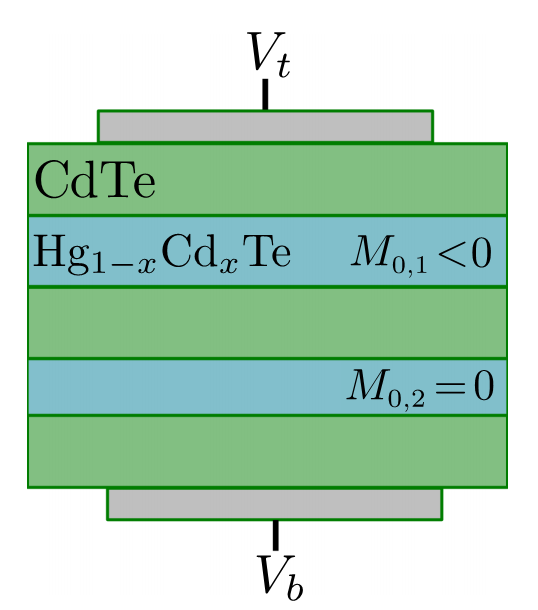 V_t
CdTe
Hg_{1-x}Cd_xTe M_{0,1}<0
M_{0,2}=0
V_b